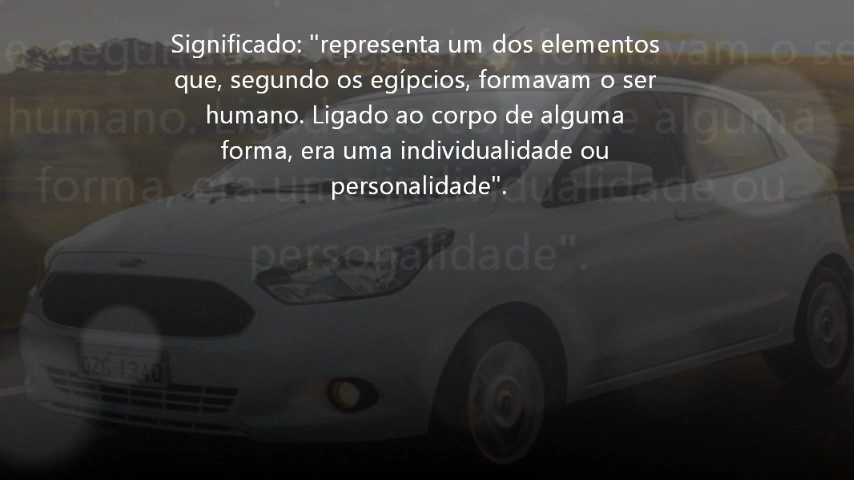 Significado: "representa um dos elementos
que, segundo os egípcios, formavam o ser
humano. Ligado ao corpo de alguma
forma, era uma individualidade ou
personalidade".